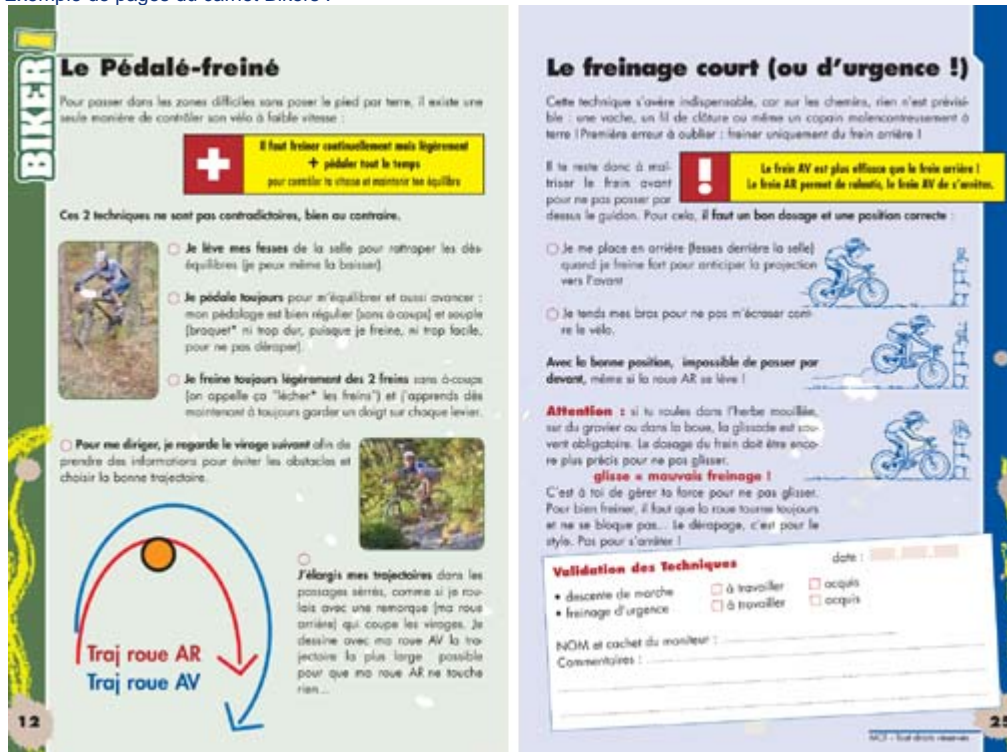 Exemple de pages du carnet Bikers :
BIKER!
Le Pédalé-freiné
Pour passer dans les zones difficiles sans poser le pied par terre, il existe une
seule manière de contrôler son vélo à faible vitesse :
Il faut freiner continuellement mais légèrement
+ pédaler tout le temps
pour contrôler ta vitesse et maintenir ton équilibre
Ces 2 techniques ne sont pas contradictoires, bien au contraire.
Je lève mes fesses de la selle pour rattraper les dés-
équilibres (je peux même la baisser).
Je pédale toujours pour m'équilibrer et aussi avancer :
mon pédalage est bien régulier (sans à-coups) et souple
(braquet* ni trop dur, puisque je freine, ni trop facile,
pour ne pas déraper).
Je freine toujours légèrement des 2 freins sans à-coups
(on appelle ça "lécher* les freins") et j'apprends dès
maintenant à toujours garder un doigt sur chaque levier.
Pour me diriger, je regarde le virage suivant afin de
prendre des informations pour éviter les obstacles et
choisir la bonne trajectoire.
J'élargis mes trajectoires dans les
passages sérrés, comme si je rou-
lais avec une remorque (ma roue
arrière) qui coupe les virages. Je
dessine avec ma roue AV la tra-
jectoire la plus large possible
pour que ma roue AR ne touche
rien...
Traj roue AR
Traj roue AV
12
Le freinage court (ou d'urgence !)
Cette technique s'avère indispensable, car sur les chemins, rien n'est prévisi-
ble : une vache, un fil de clôture ou même un copain malencontreusement à
terre ! Première erreur à oublier : freiner uniquement du frein arrière !
Il te reste donc à maî-
triser le frein avant
pour ne pas passer par
dessus le guidon. Pour cela, il faut un bon dosage et une position correcte :
!
Le frein AV est plus efficace que le frein arrière !
Le frein AR permet de ralentir, le frein AV de s'arrêter.
Je me place en arrière (fesses derrière la selle)
quand je freine fort pour anticiper la projection
vers l'avant
Je tends mes bras pour ne pas m'écraser cont-
re le vélo.
Avec la bonne position, impossible de passer par
devant, même si la roue AR se lève !
Attention : si tu roules dans l'herbe mouillée,
sur du gravier ou dans la boue, la glissade est sou-
vent obligatoire. Le dosage du frein doit être enco-
re plus précis pour ne pas glisser.
glisse = mauvais freinage !
C'est à toi de gérer ta force pour ne pas glisser.
Pour bien freiner, il faut que la roue tourne toujours
et ne se bloque pas... Le dérapage, c'est pour le
style. Pas pour s'arrêter !
Validation des Techniques
date :
• descente de marche à travailler acquis
• freinage d'urgence à travailler acquis
NOM et cachet du moniteur :
Commentaires :
25
MCF - Tout droits réservés